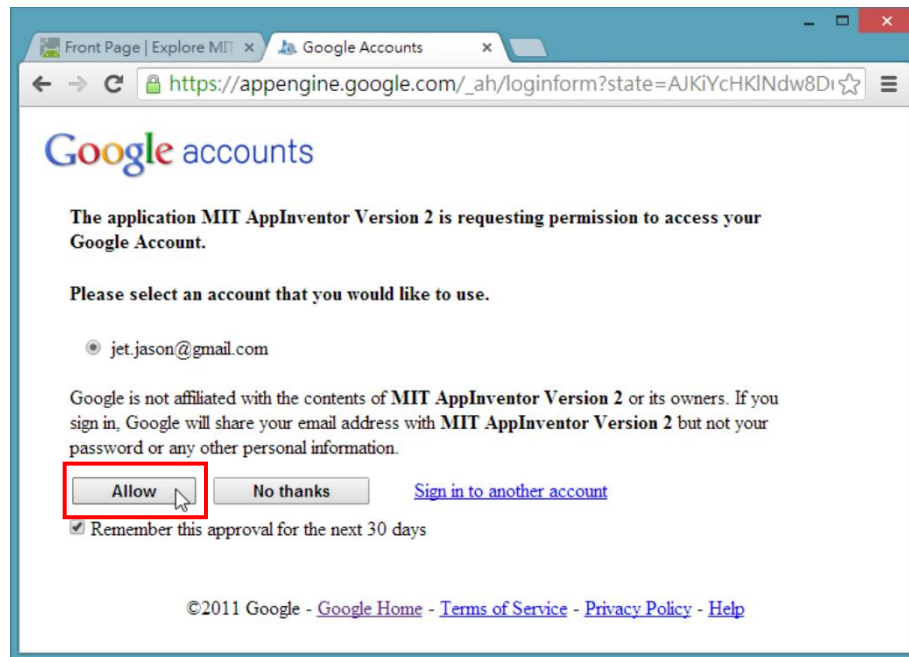 Front Page | Explore MIT
Google Accounts
https://appengine.google.com/_ah/loginform?state=AJKiYcHKlNdw8D
Google accounts
The application MIT AppInventor Version 2 is requesting permission to access your
Google Account.
Please select an account that you would like to use.
jet.jason@gmail.com
Google is not affiliated with the contents of MIT AppInventor Version 2 or its owners. If you
sign in, Google will share your email address with MIT AppInventor Version 2 but not your
password or any other personal information.
Allow No thanks Sign in to another account
Remember this approval for the next 30 days
©2011 Google - Google Home - Terms of Service - Privacy Policy - Help